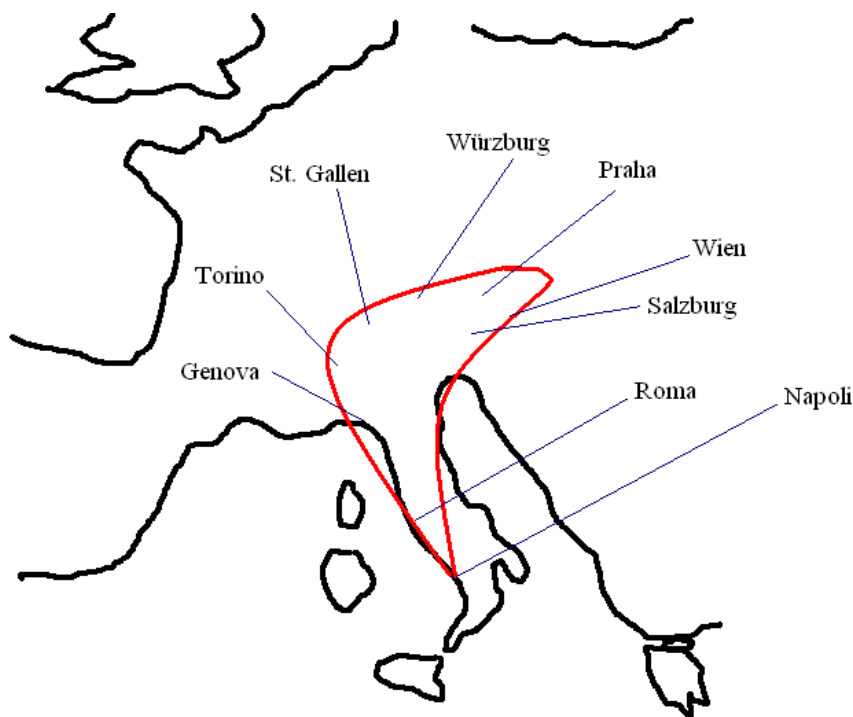 Würzburg
St. Gallen
Praha
Wien
Torino
Salzburg
Genova
Roma
Napoli